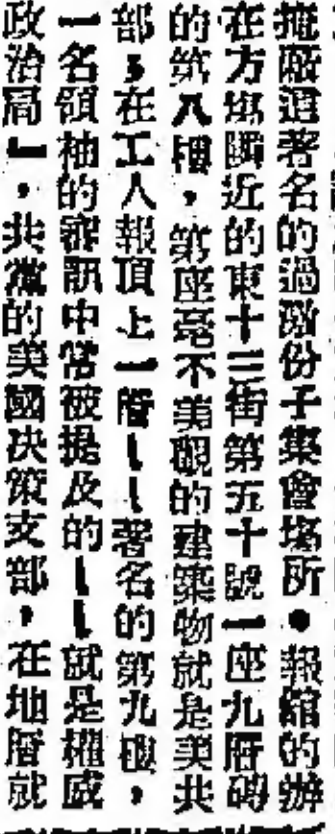 擁廠這著名的過激份子集會塲所。報館的辦
在方塲隣近的東十三街第五十號一座九層磚
的第八樓，第座毫不美觀的建築物就是美共
部，在工人報頂上一層——著名的第九樓，
一名領袖的審訊中常被提及的——就是權威
政治局」，共黨的美國决策支部，在地層就